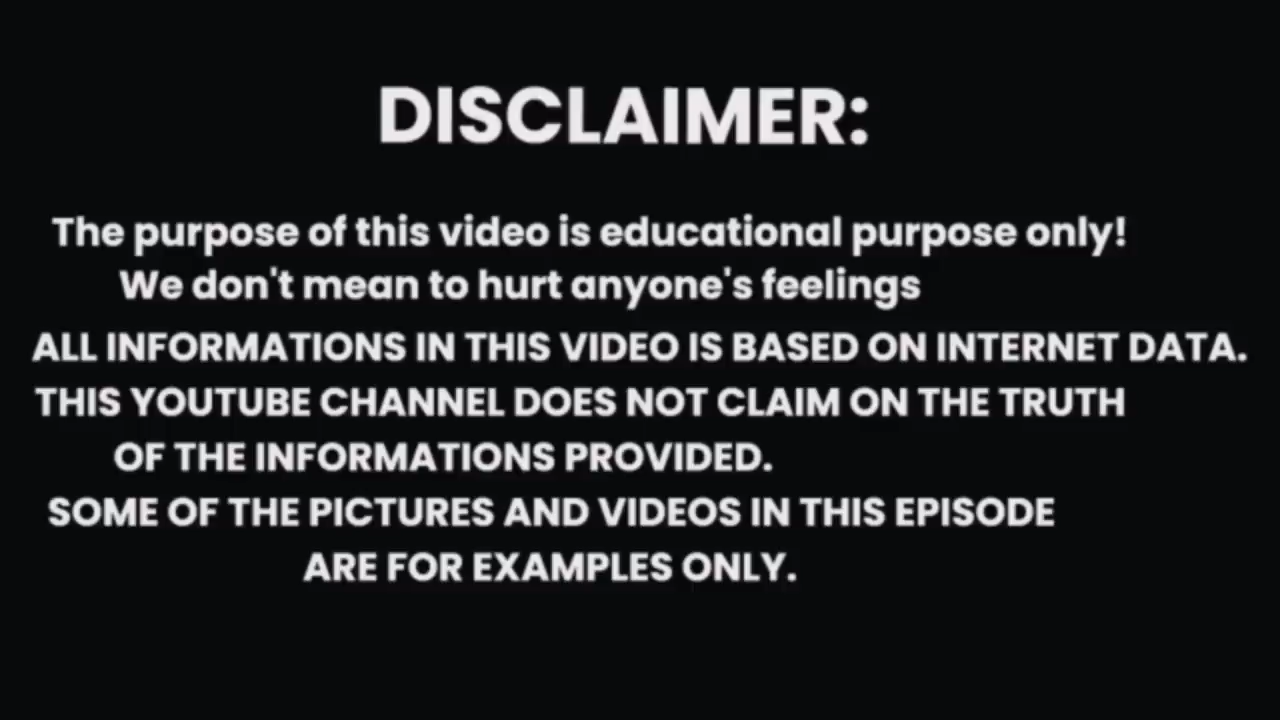 DISCLAIMER:
The purpose of this video is educational purpose only!
We don't mean to hurt anyone's feelings
ALL INFORMATIONS IN THIS VIDEO IS BASED ON INTERNET DATA.
THIS YOUTUBE CHANNEL DOES NOT CLAIM ON THE TRUTH
OF THE INFORMATIONS PROVIDED.
SOME OF THE PICTURES AND VIDEOS IN THIS EPISODE
ARE FOR EXAMPLES ONLY.